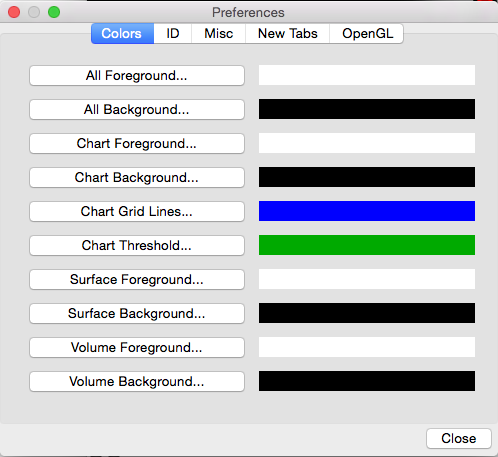 Preferences
Colors ID Misc New Tabs OpenGL
All Foreground...
All Background...
Chart Foreground...
Chart Background...
Chart Grid Lines...
Chart Threshold...
Surface Foreground...
Surface Background...
Volume Foreground...
Volume Background...
Close